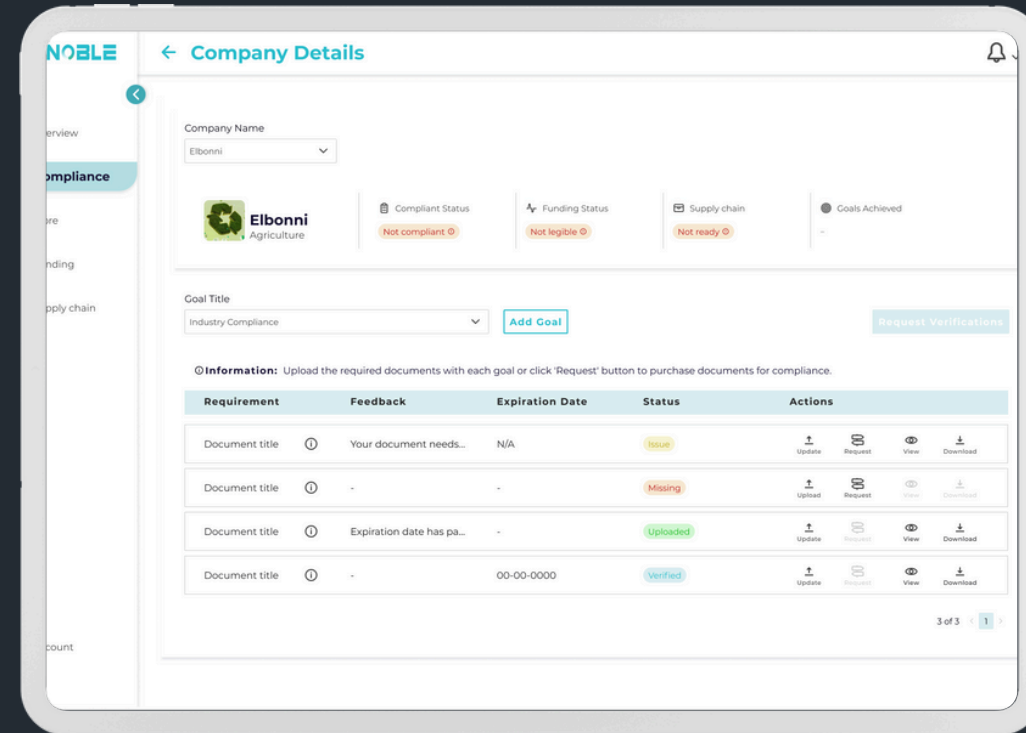 NOBLE
Company Details
erview
ompliance
ore
nding
pply chain
count
Company Name
Elbonni
Elbonni
Agriculture
Compliant Status
Not compliant
Funding Status
Not legible
Supply chain
Not ready
Goals Achieved
-
Goal Title
Industry Compliance
Add Goal
Request Verifications
Information: Upload the required documents with each goal or click 'Request' button to purchase documents for compliance.
Requirement Feedback Expiration Date Status Actions
Document title Your document needs... N/A Issue Update Request View Download
Document title - Missing Upload Request View Download
Document title Expiration date has pa... - Uploaded Update Request View Download
Document title - 00-00-0000 Verified Update Request View Download
3 of 3 < 1 >